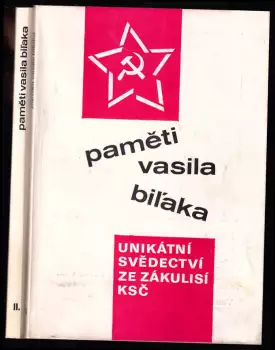 paměti vasila biľaka
II.
paměti
vasila
biľaka
UNIKÁTNÍ
SVĚDECTVÍ
ZE ZÁKULISÍ
KSČ